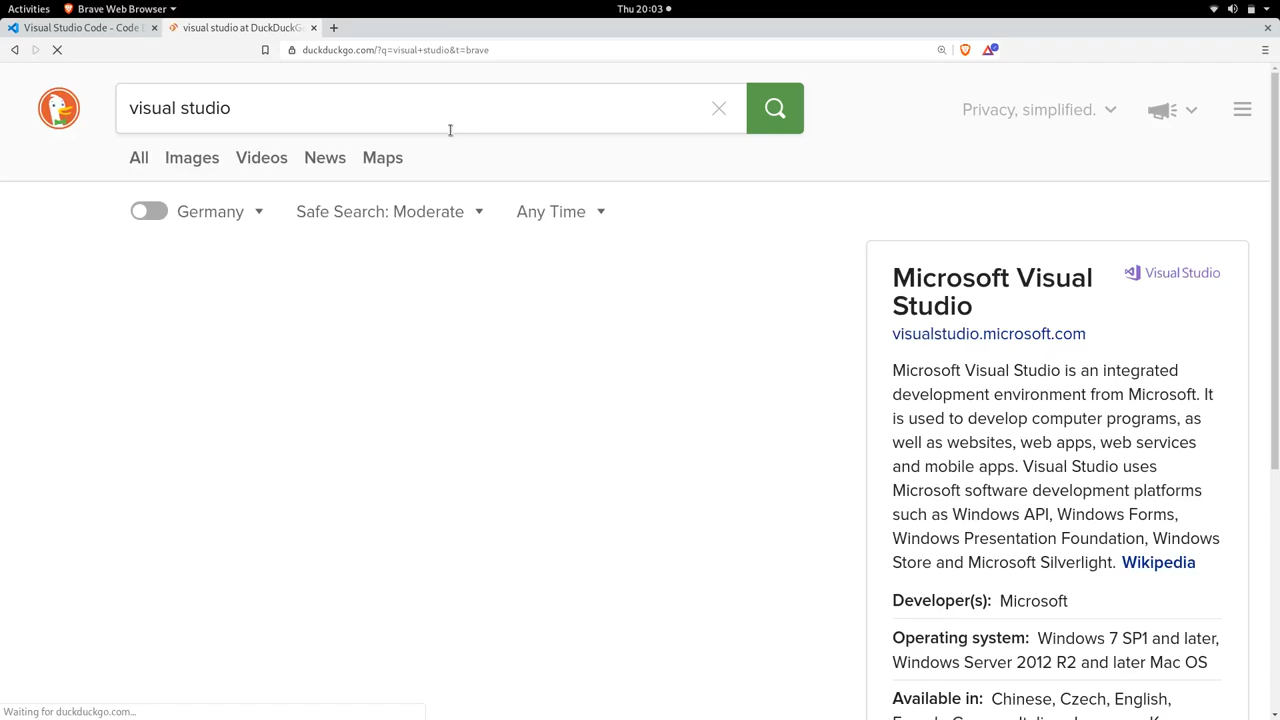 Activities Brave Web Browser Thu 20:03
Visual Studio Code - Code E visual studio at DuckDuckG
duckduckgo.com/?q=visual+studio&t=brave
visual studio
Privacy, simplified.
All Images Videos News Maps
Germany Safe Search: Moderate Any Time
Microsoft Visual
Studio
Visual Studio
visualstudio.microsoft.com
Microsoft Visual Studio is an integrated
development environment from Microsoft. It
is used to develop computer programs, as
well as websites, web apps, web services
and mobile apps. Visual Studio uses
Microsoft software development platforms
such as Windows API, Windows Forms,
Windows Presentation Foundation, Windows
Store and Microsoft Silverlight. Wikipedia
Developer(s): Microsoft
Operating system: Windows 7 SP1 and later,
Windows Server 2012 R2 and later Mac OS
Available in: Chinese, Czech, English,
Waiting for duckduckgo.com...